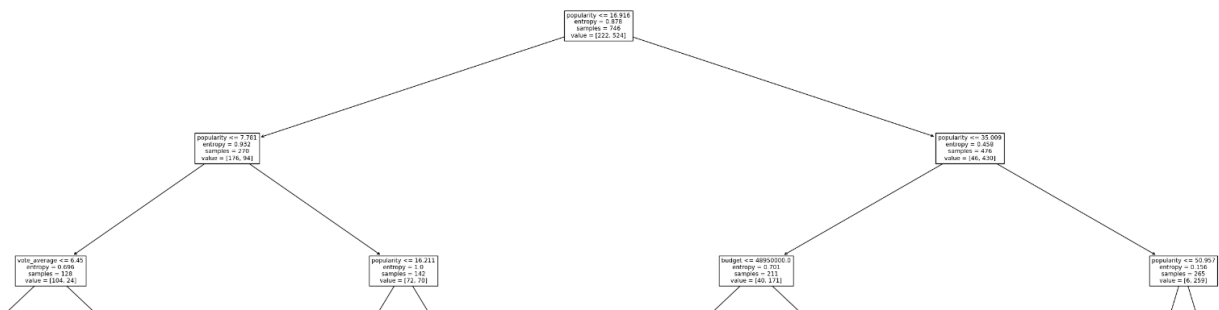 popularity <= 16.916
entropy = 0.878
samples = 746
value = [222, 524]
popularity <= 7.781
entropy = 0.932
samples = 270
value = [176, 94]
popularity <= 35.009
entropy = 0.458
samples = 476
value = [46, 430]
vote_average <= 6.45
entropy = 0.696
samples = 128
value = [104, 24]
popularity <= 16.211
entropy = 1.0
samples = 142
value = [72, 70]
budget <= 48950000.0
entropy = 0.701
samples = 211
value = [40, 171]
popularity <= 50.957
entropy = 0.156
samples = 265
value = [6, 259]